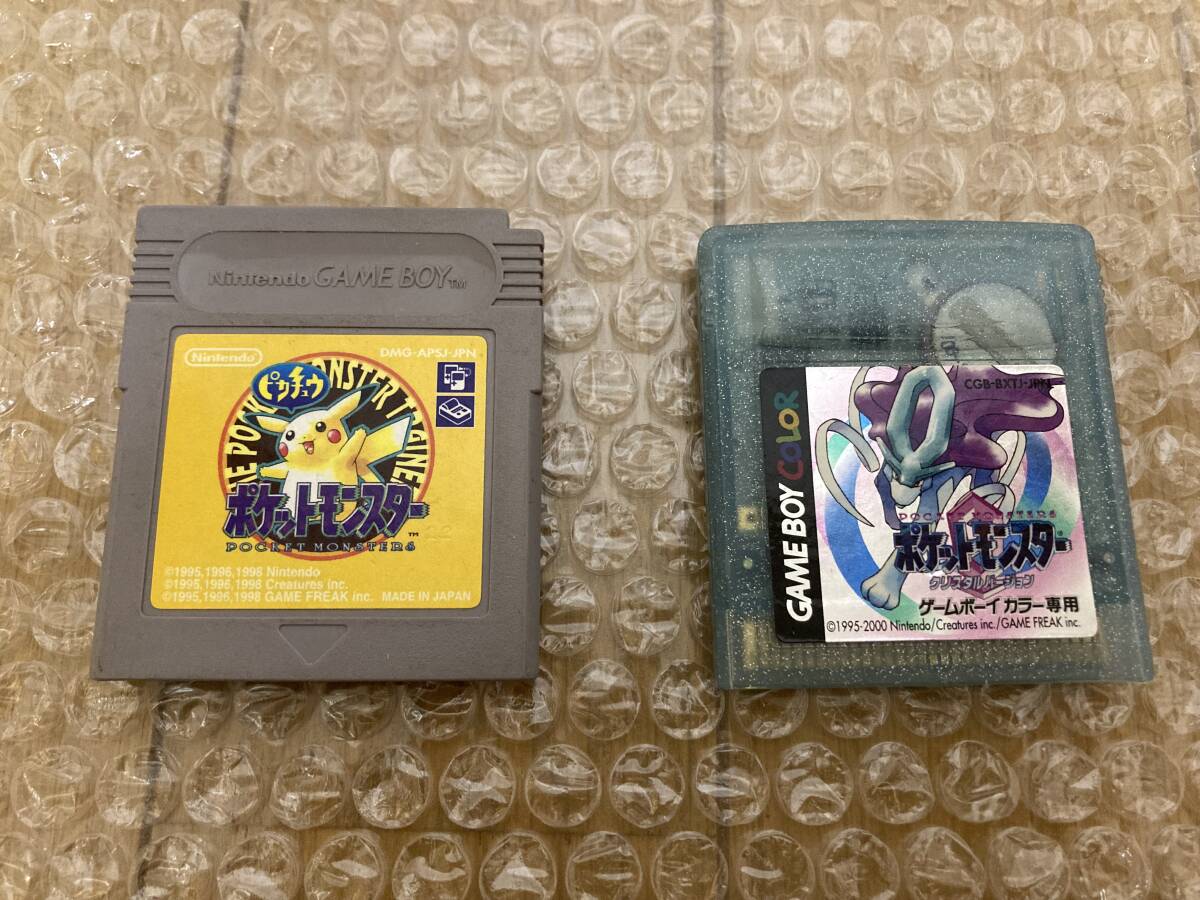 Nintendo GAME BOY™
Nintendo
DMG-APSJ-JPN
ピカチュウ
ポケットモンスター™
POCKET MONSTERS
©1995,1996,1998 Nintendo
©1995,1996,1998 Creatures inc.
©1995,1996,1998 GAME FREAK inc.
MADE IN JAPAN
GAME BOY COLOR
POCKET MONSTERS
ポケットモンスター
クリスタルバージョン
ゲームボーイカラー専用
©1995-2000 Nintendo/Creatures inc./GAME FREAK inc.